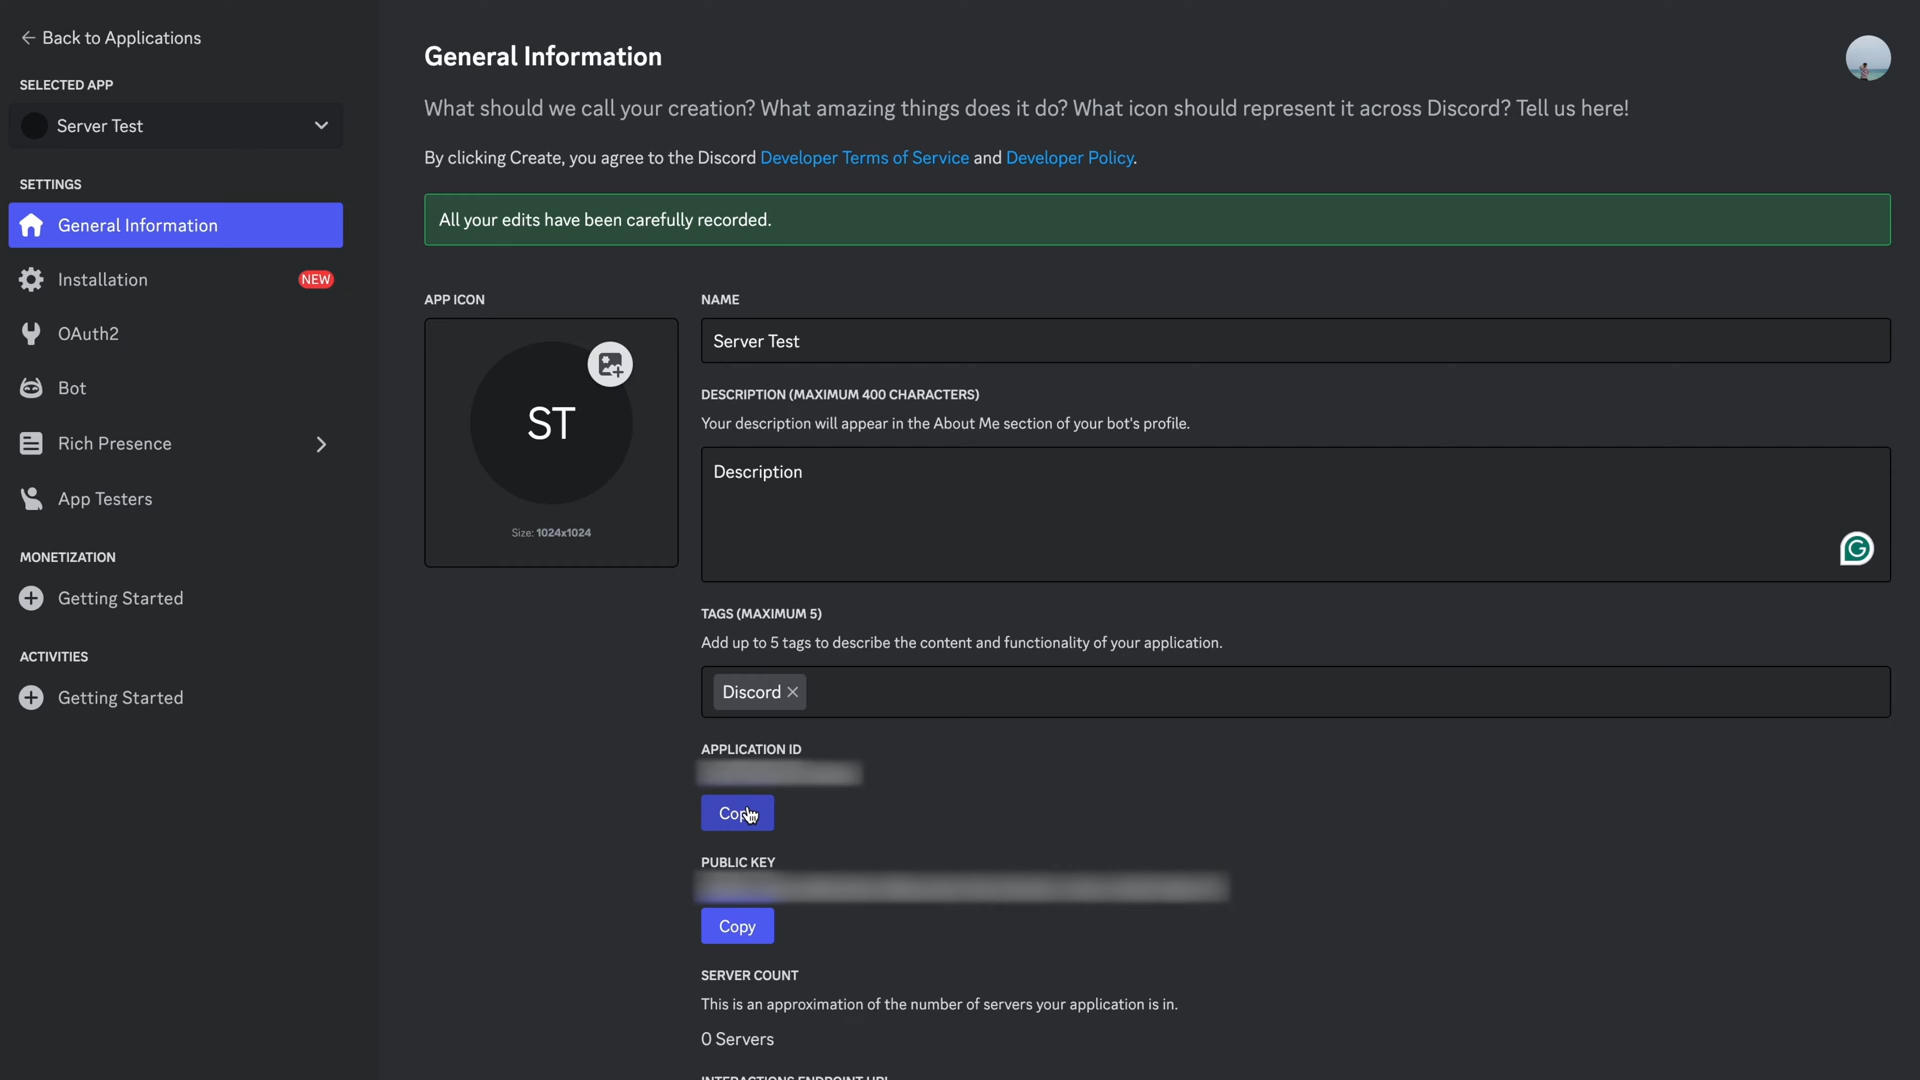 Back to Applications
SELECTED APP
Server Test
SETTINGS
General Information
Installation NEW
OAuth2
Bot
Rich Presence
App Testers
MONETIZATION
Getting Started
ACTIVITIES
Getting Started
General Information
What should we call your creation? What amazing things does it do? What icon should represent it across Discord? Tell us here!
By clicking Create, you agree to the Discord Developer Terms of Service and Developer Policy.
All your edits have been carefully recorded.
APP ICON
ST
Size: 1024x1024
NAME
Server Test
DESCRIPTION (MAXIMUM 400 CHARACTERS)
Your description will appear in the About Me section of your bot's profile.
Description
TAGS (MAXIMUM 5)
Add up to 5 tags to describe the content and functionality of your application.
Discord
APPLICATION ID
Copy
PUBLIC KEY
Copy
SERVER COUNT
This is an approximation of the number of servers your application is in.
0 Servers
INTERACTIONS ENDPOINT URL